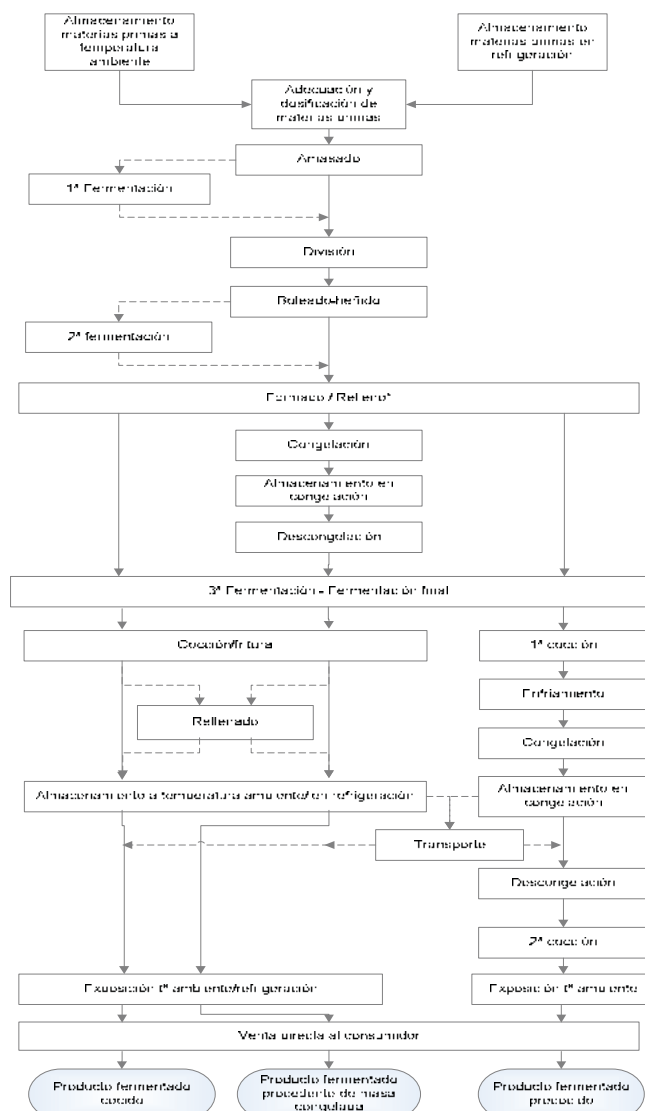 Almacenamiento
materias primas a
temperatura
ambiente
Almacenamiento
materias primas en
refrigeración
Adecuación y
dosificación de
materias primas
Amasado
1ª Fermentación
División
Boleado-heñido
2ª fermentación
Formado / Relleno*
Congelación
Almacenamiento en
congelación
Descongelación
3ª Fermentación - Fermentación final
Cocción/fritura
1ª cocción
Rellenado
Enfriamiento
Congelación
Almacenamiento a temperatura ambiente/ en refrigeración
Almacenamiento en
congelación
Transporte
Descongelación
2ª cocción
Exposición tª ambiente/refrigeración
Exposición tª ambiente
Venta directa al consumidor
Producto fermentado
cocido
Producto fermentado
procedente de masa
congelada
Producto fermentado
precocido